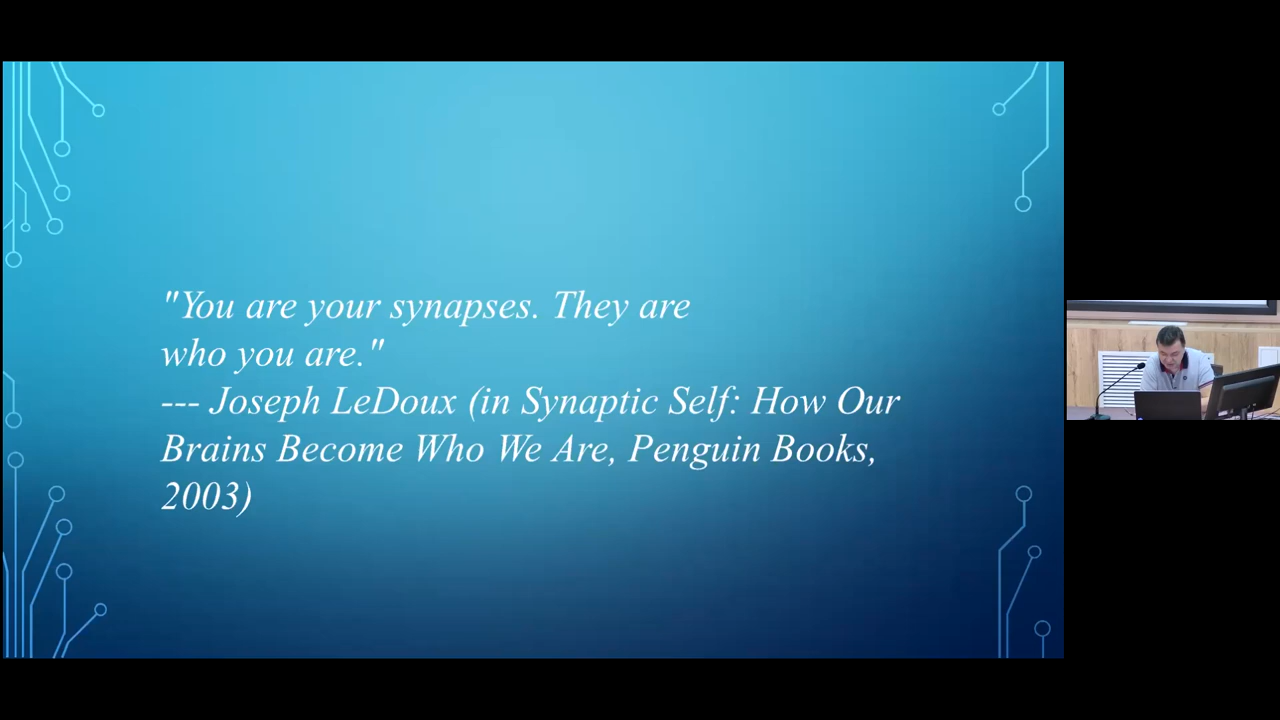 "You are your synapses. They are
who you are."
--- Joseph LeDoux (in Synaptic Self: How Our
Brains Become Who We Are, Penguin Books,
2003)